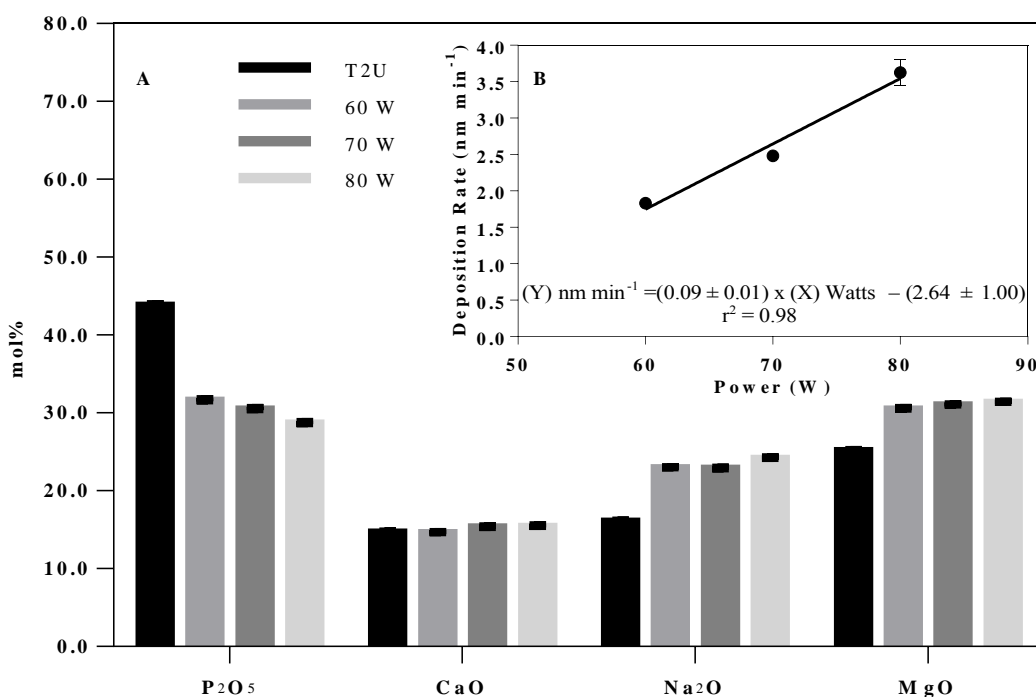 80.0
70.0
60.0
50.0
40.0
30.0
20.0
10.0
0.0
mol%
A
T2U
60 W
70 W
80 W
P2O5
CaO
Na2O
MgO
B
Deposition Rate (nm min-1)
4.0
3.5
3.0
2.5
2.0
1.5
1.0
0.5
0.0
(Y) nm min-1 =(0.09 ± 0.01) x (X) Watts – (2.64 ± 1.00)
r2 = 0.98
50 60 70 80 90
Power (W)